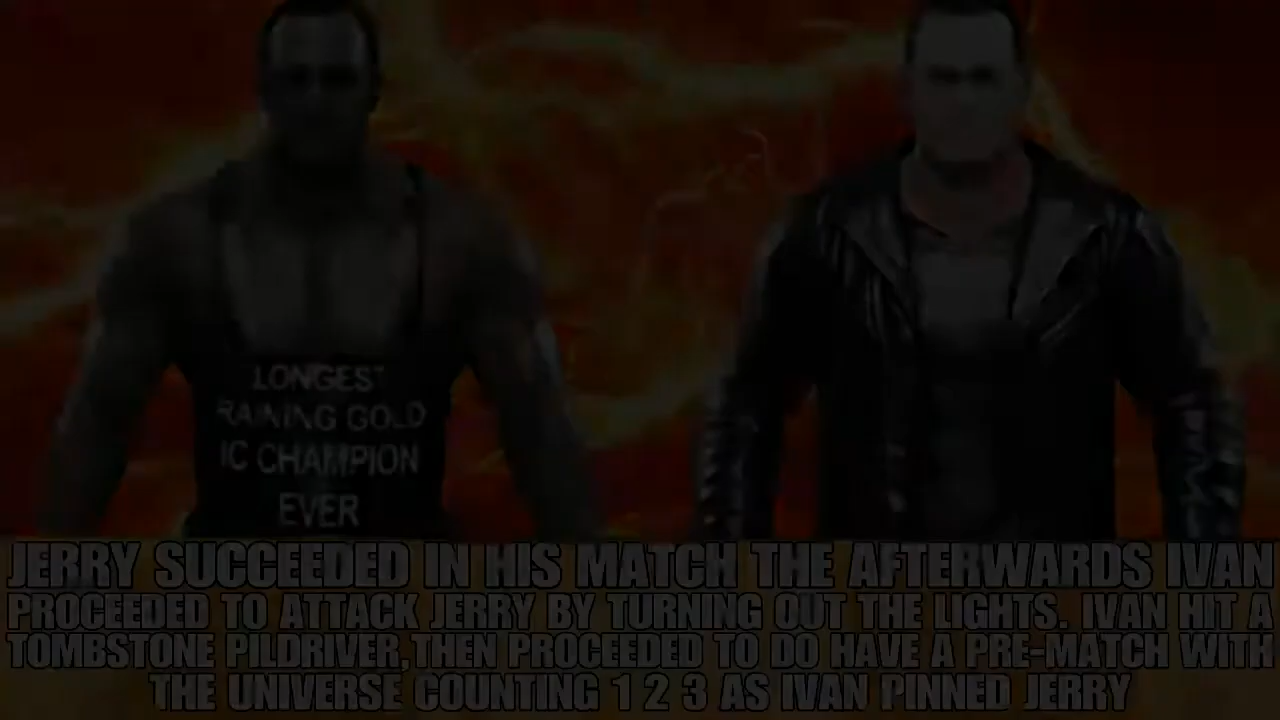 LONGEST
RAINING GOLD
IC CHAMPION
EVER
JERRY SUCCEEDED IN HIS MATCH THE AFTERWARDS IVAN
PROCEEDED TO ATTACK JERRY BY TURNING OUT THE LIGHTS. IVAN HIT A
TOMBSTONE PILDRIVER, THEN PROCEEDED TO DO HAVE A PRE-MATCH WITH
THE UNIVERSE COUNTING 1 2 3 AS IVAN PINNED JERRY